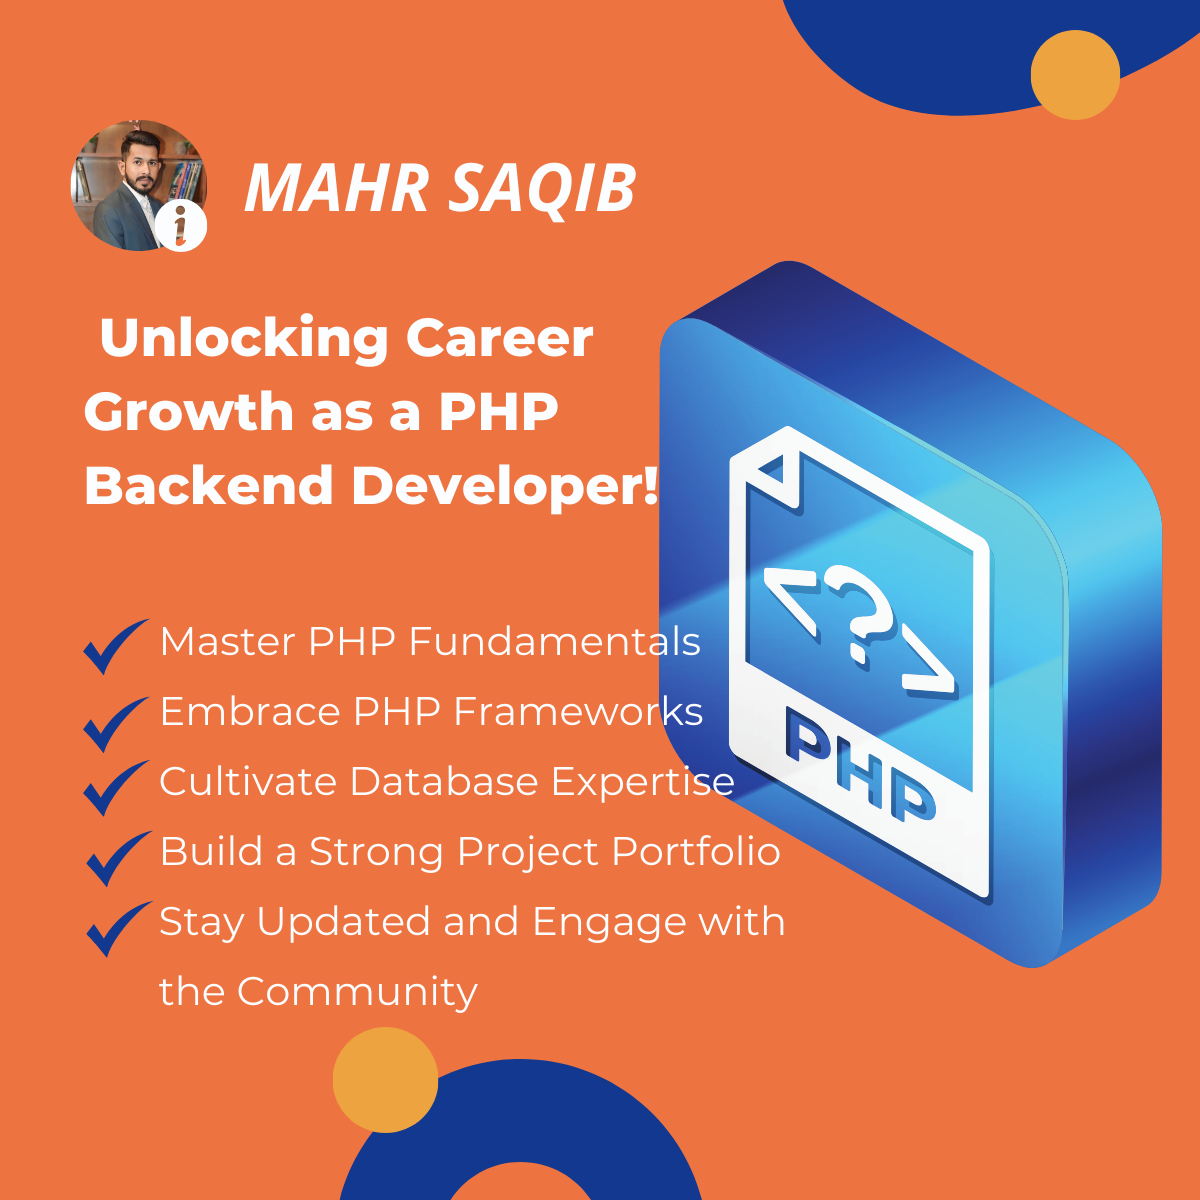 MAHR SAQIB
i
Unlocking Career
Growth as a PHP
Backend Developer!
Master PHP Fundamentals
Embrace PHP Frameworks
Cultivate Database Expertise
Build a Strong Project Portfolio
Stay Updated and Engage with
the Community
<?>
PHP